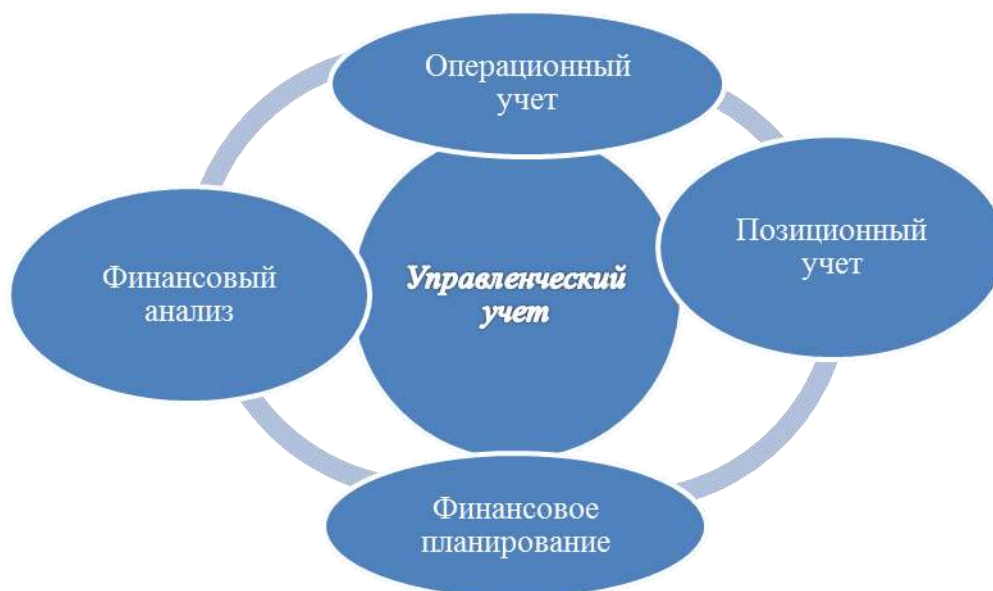 Операционный
учет
Позиционный
учет
Финансовый
анализ
Управленческий
учет
Финансовое
планирование